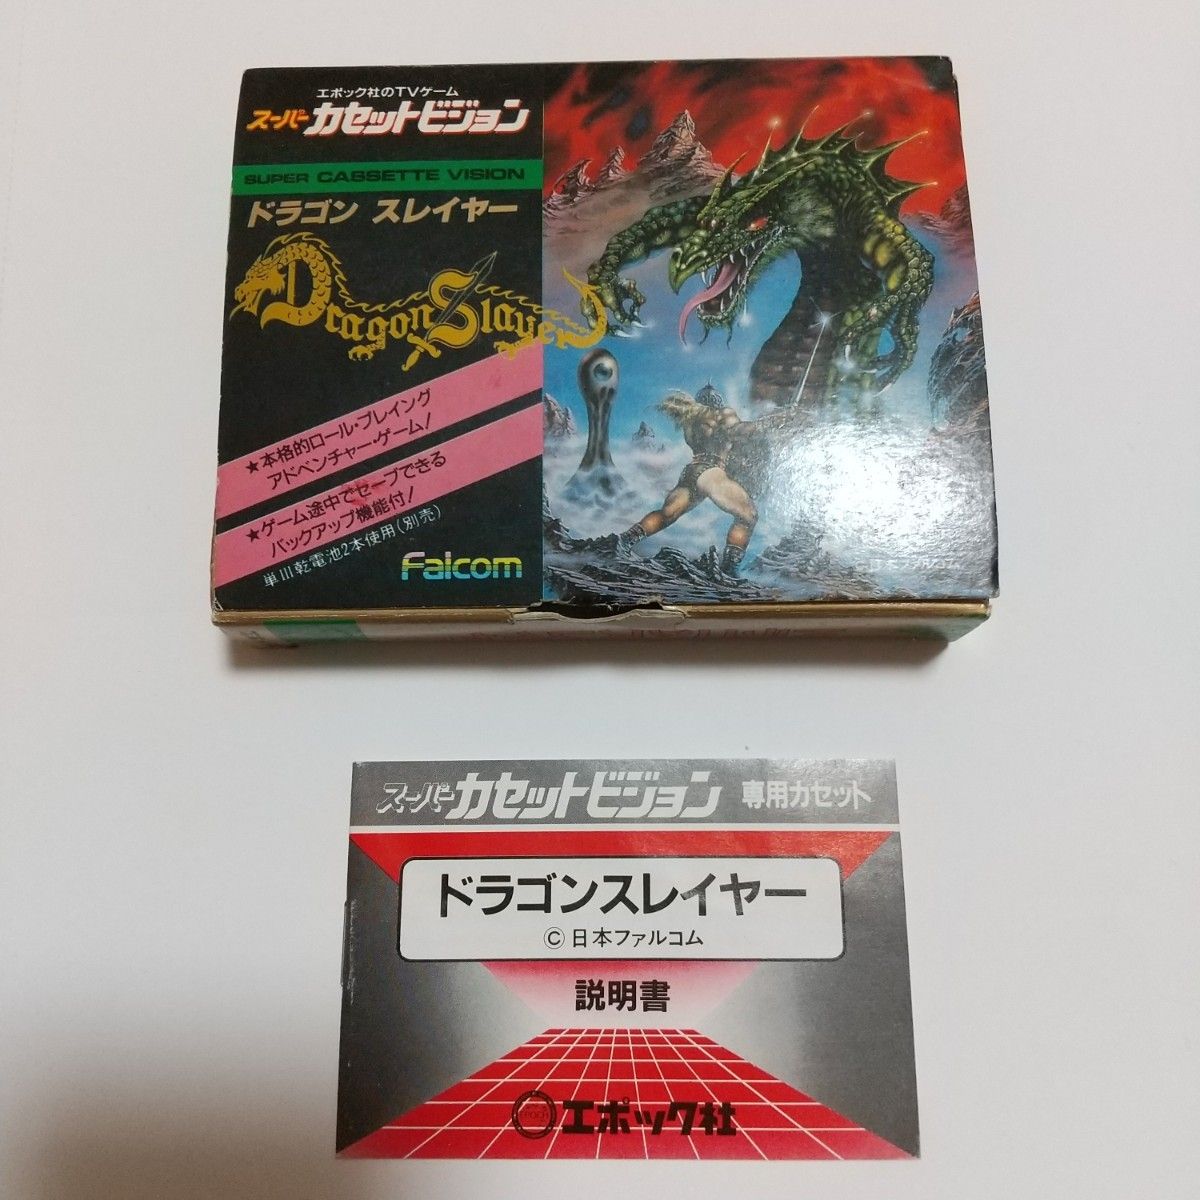 エポック社のTVゲーム
スーパー カセットビジョン
SUPER CASSETTE VISION
ドラゴン スレイヤー
Dragon Slayer
★本格的ロール・プレイング
アドベンチャー・ゲーム!
★ゲーム途中でセーブできる
バックアップ機能付!
単III乾電池2本使用(別売)
Falcom
©日本ファルコム
スーパー カセットビジョン 専用カセット
ドラゴンスレイヤー
©日本ファルコム
説明書
エポック社